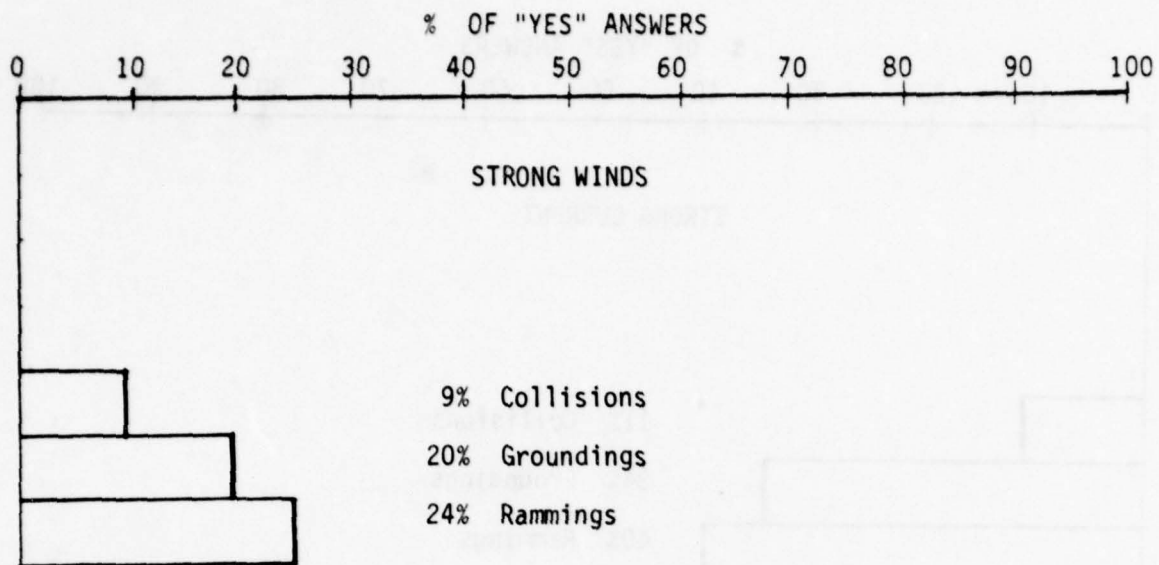 % OF "YES" ANSWERS
0 10 20 30 40 50 60 70 80 90 100
STRONG WINDS
9% Collisions
20% Groundings
24% Rammings